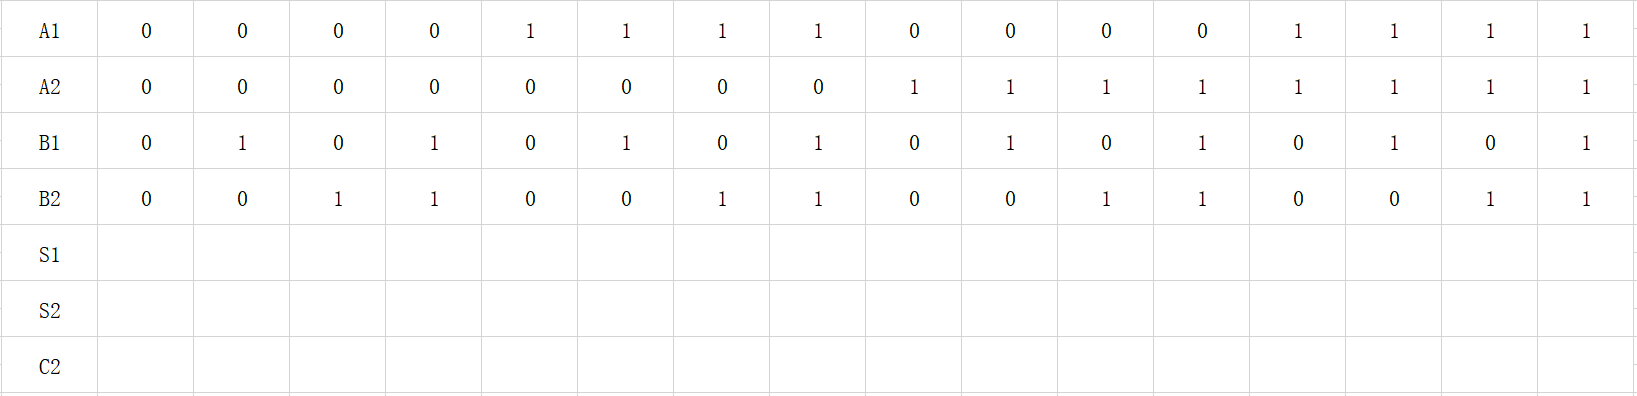 A1 0 0 0 0 1 1 1 1 0 0 0 0 1 1 1 1
A2 0 0 0 0 0 0 0 0 1 1 1 1 1 1 1 1
B1 0 1 0 1 0 1 0 1 0 1 0 1 0 1 0 1
B2 0 0 1 1 0 0 1 1 0 0 1 1 0 0 1 1
S1
S2
C2